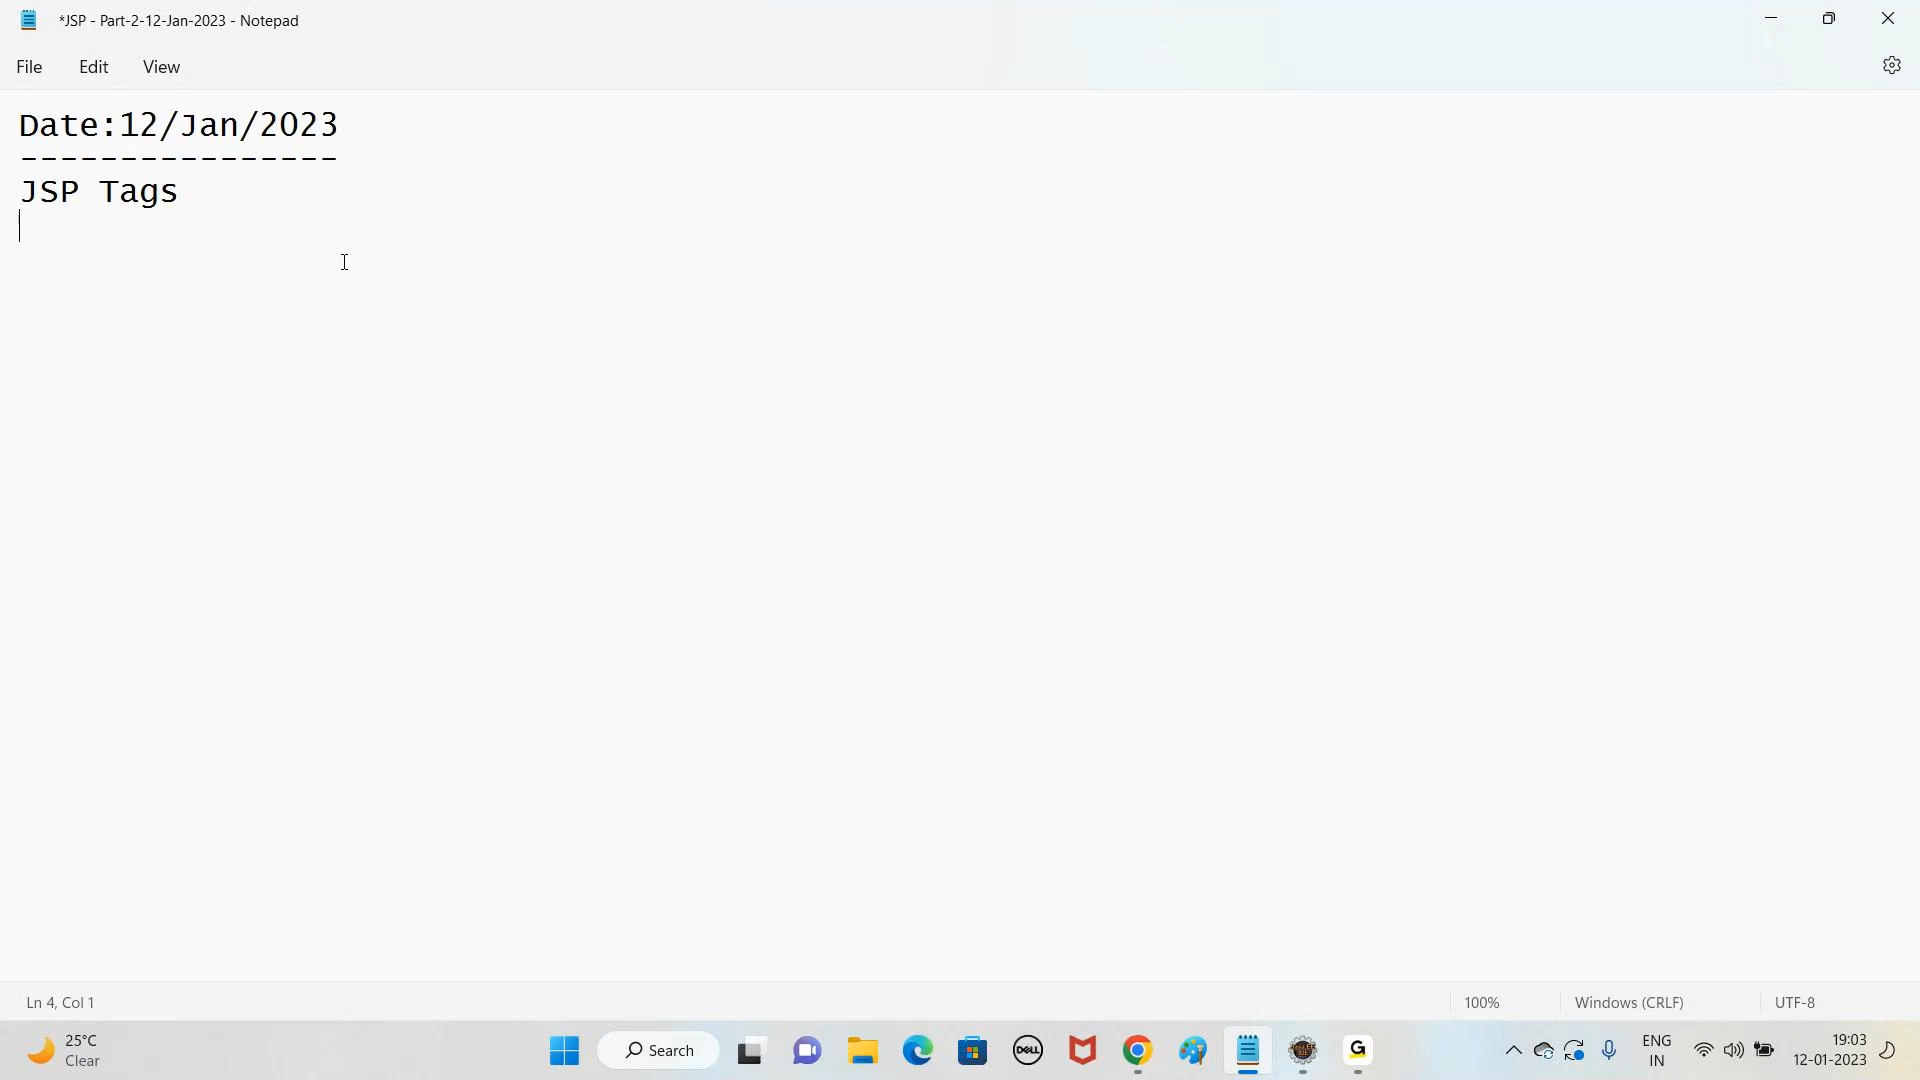 *JSP - Part-2-12-Jan-2023 - Notepad
File Edit View
Date:12/Jan/2023
----------------
JSP Tags
Ln 4, Col 1 100% Windows (CRLF) UTF-8
25°C
Clear
Search
DELL
G
ENG
IN
19:03
12-01-2023